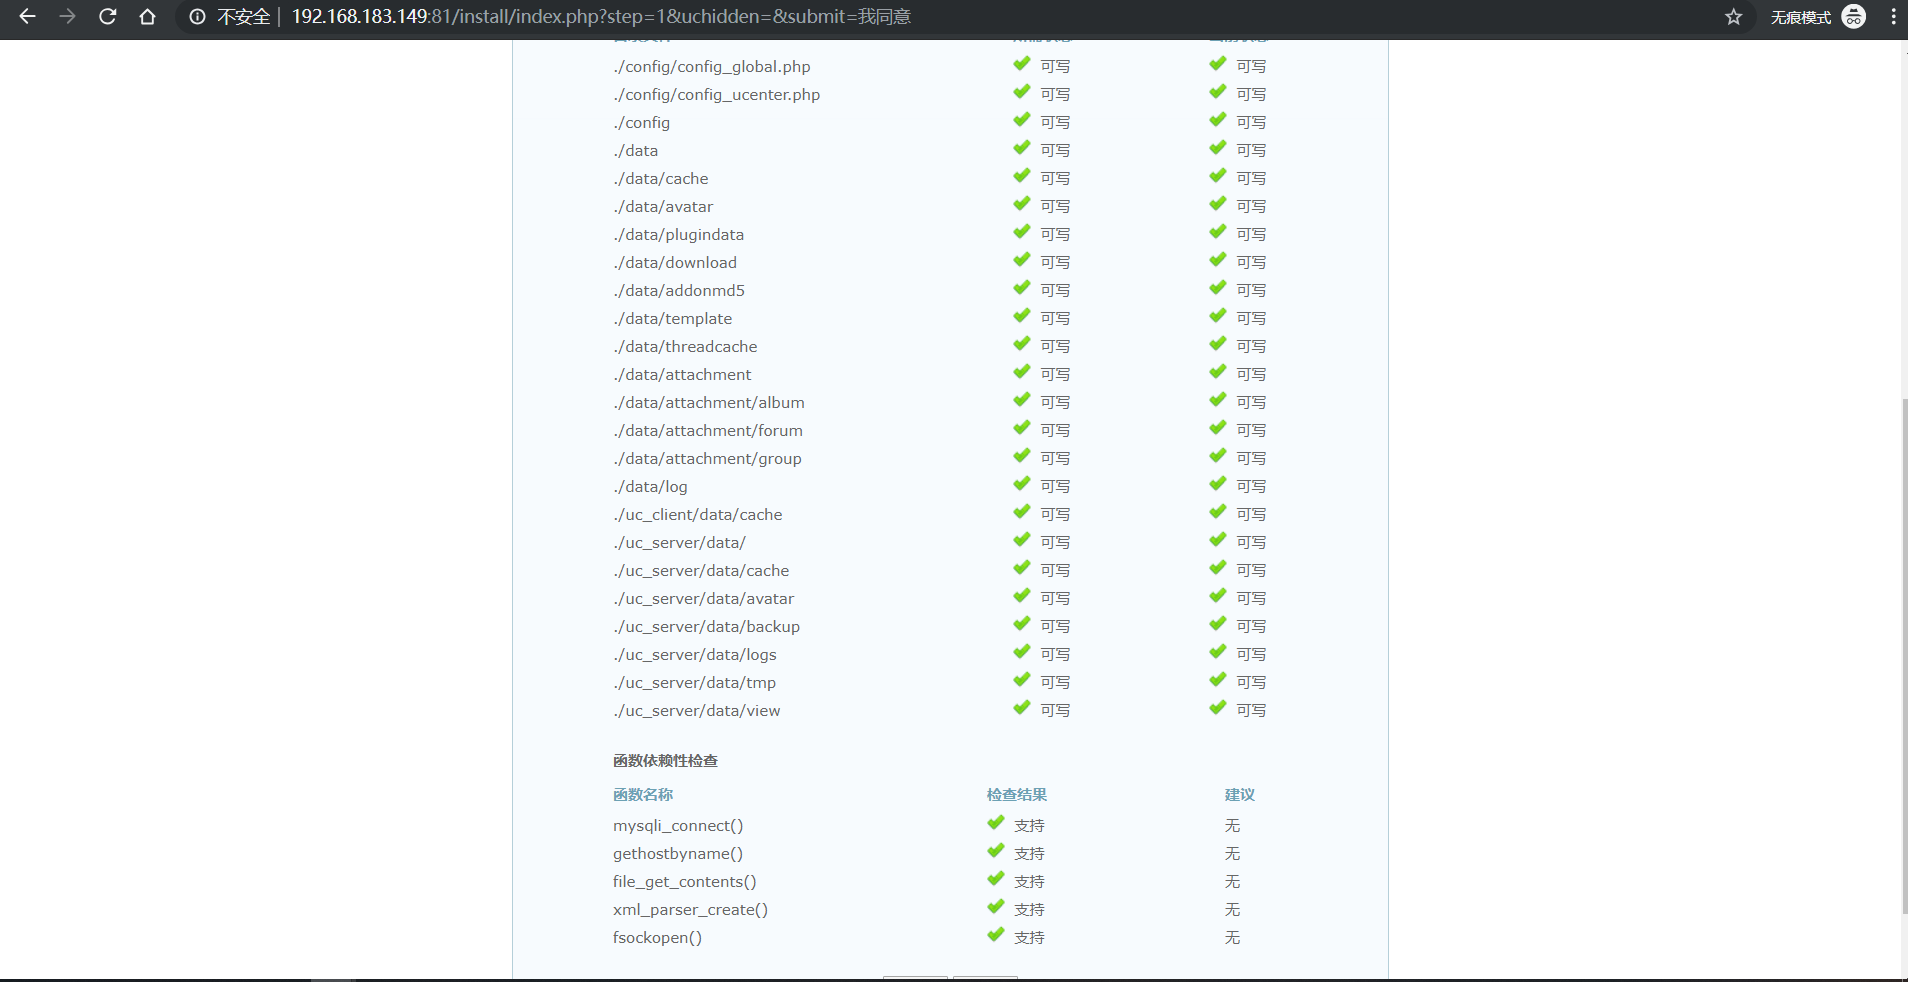 不安全 | 192.168.183.149:81/install/index.php?step=1&uchidden=&submit=我同意 无痕模式
./config/config_global.php 可写 可写
./config/config_ucenter.php 可写 可写
./config 可写 可写
./data 可写 可写
./data/cache 可写 可写
./data/avatar 可写 可写
./data/plugindata 可写 可写
./data/download 可写 可写
./data/addonmd5 可写 可写
./data/template 可写 可写
./data/threadcache 可写 可写
./data/attachment 可写 可写
./data/attachment/album 可写 可写
./data/attachment/forum 可写 可写
./data/attachment/group 可写 可写
./data/log 可写 可写
./uc_client/data/cache 可写 可写
./uc_server/data/ 可写 可写
./uc_server/data/cache 可写 可写
./uc_server/data/avatar 可写 可写
./uc_server/data/backup 可写 可写
./uc_server/data/logs 可写 可写
./uc_server/data/tmp 可写 可写
./uc_server/data/view 可写 可写
函数依赖性检查
函数名称 检查结果 建议
mysqli_connect() 支持 无
gethostbyname() 支持 无
file_get_contents() 支持 无
xml_parser_create() 支持 无
fsockopen() 支持 无